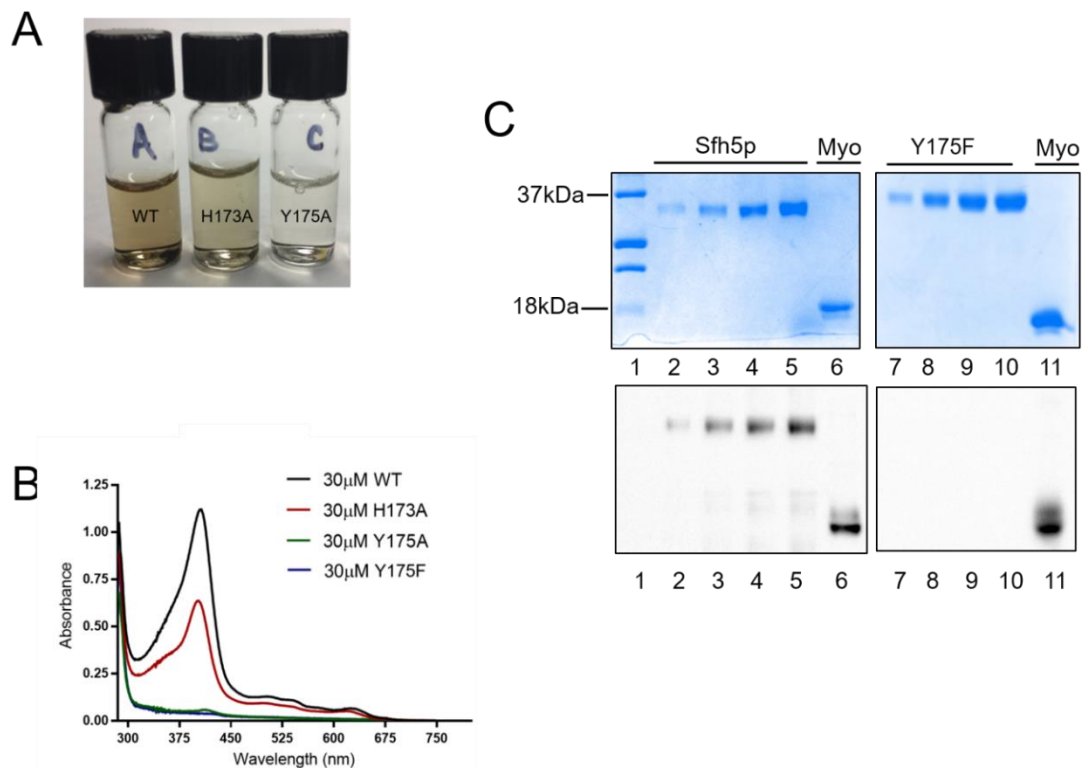 A
A
B
C
WT
H173A
Y175A
B
30µM WT
30µM H173A
30µM Y175A
30µM Y175F
1.25
1.00
0.75
0.50
0.25
0.00
Absorbance
300 375 450 525 600 675 750
Wavelength (nm)
C
Sfh5p Myo Y175F Myo
37kDa
18kDa
1 2 3 4 5 6 7 8 9 10 11
1 2 3 4 5 6 7 8 9 10 11